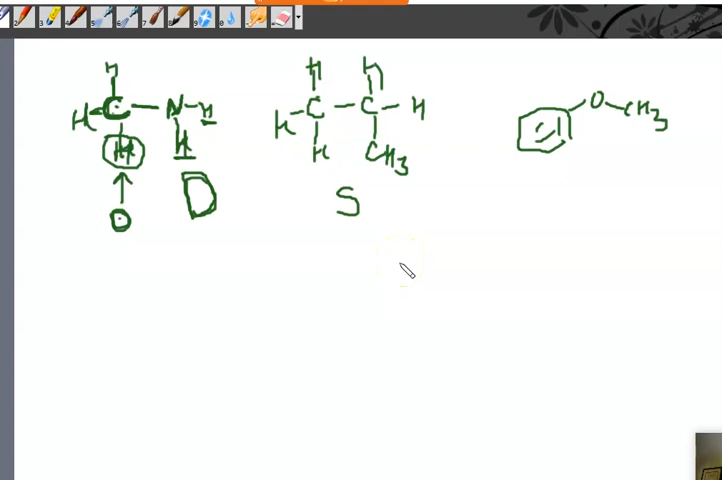 H H H
H C N H H C C H O CH3
H H H CH3
D S
O